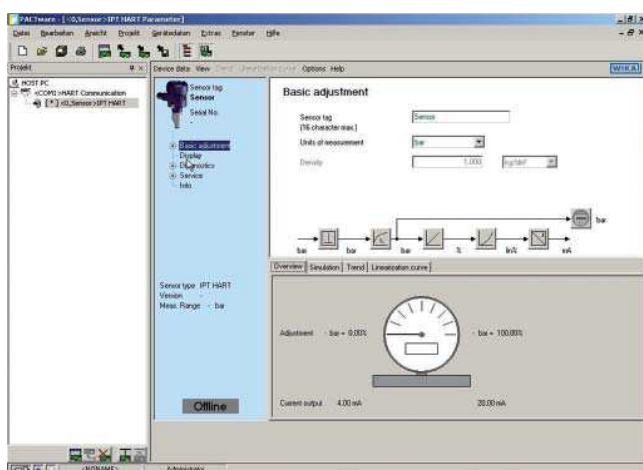 PACTware - [<0,Sensor>IPT HART Parameter]
Datei Bearbeiten Ansicht Projekt Gerätedaten Extras Fenster Hilfe
Projekt
HOST PC
<COM1>HART Communication
[*] <0,Sensor>IPT HART
Device data View Options Help
WIKA
Sensor tag
Sensor
Serial No.
-
Basic adjustment
Display
Diagnostics
Service
Info
Sensor type IPT HART
Version -
Meas. Range - bar
Offline
Basic adjustment
Sensor tag
(16 character max.)
Sensor
Units of measurement
bar
Density
1.000
kg/dm³
bar
bar bar bar % lin% mA
Overview Simulation Trend Linearization curve
Adjustment - bar = 0.00%
- bar = 100.00%
Current output 4.00 mA
20.00 mA
<NONAME>
Administrator